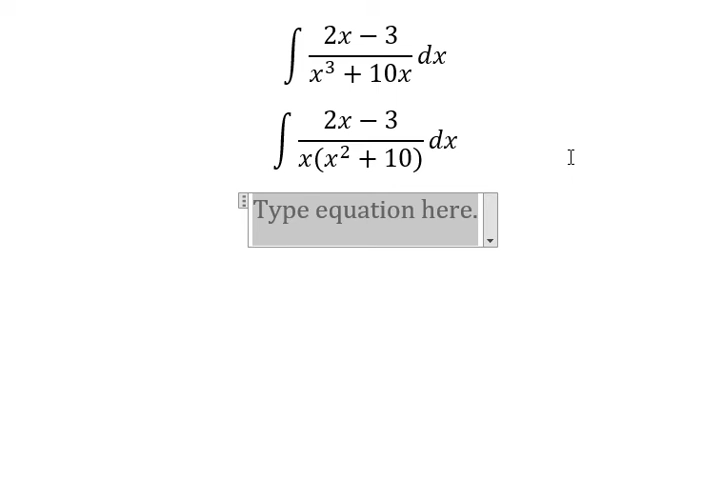 ∫ (2x − 3)/(x³ + 10x) dx
∫ (2x − 3)/(x(x² + 10)) dx
Type equation here.